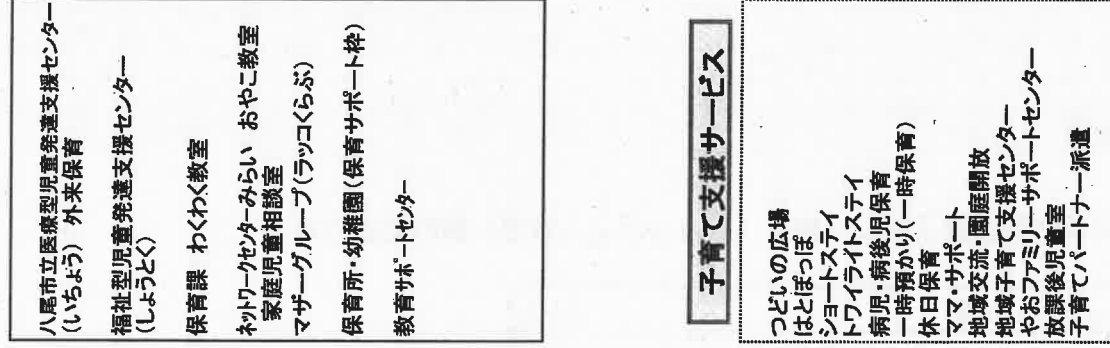 八尾市立医療型児童発達支援センター
(いちょう) 外来保育
福祉型児童発達支援センター
(しょうとく)
保育課 わくわく教室
ネットワークセンターみらい おやこ教室
家庭児童相談室
マザーグループ(ラッコくらぶ)
保育所・幼稚園(保育サポート枠)
教育サポートセンター
子育て支援サービス
つどいの広場
はとぽっぽ
ショートステイ
トワイライトステイ
病児・病後児保育
一時預かり(一時保育)
休日保育
ママ・サポート
地域交流・園庭開放
地域子育て支援センター
やおファミリーサポートセンター
放課後児童室
子育てパートナー派遣